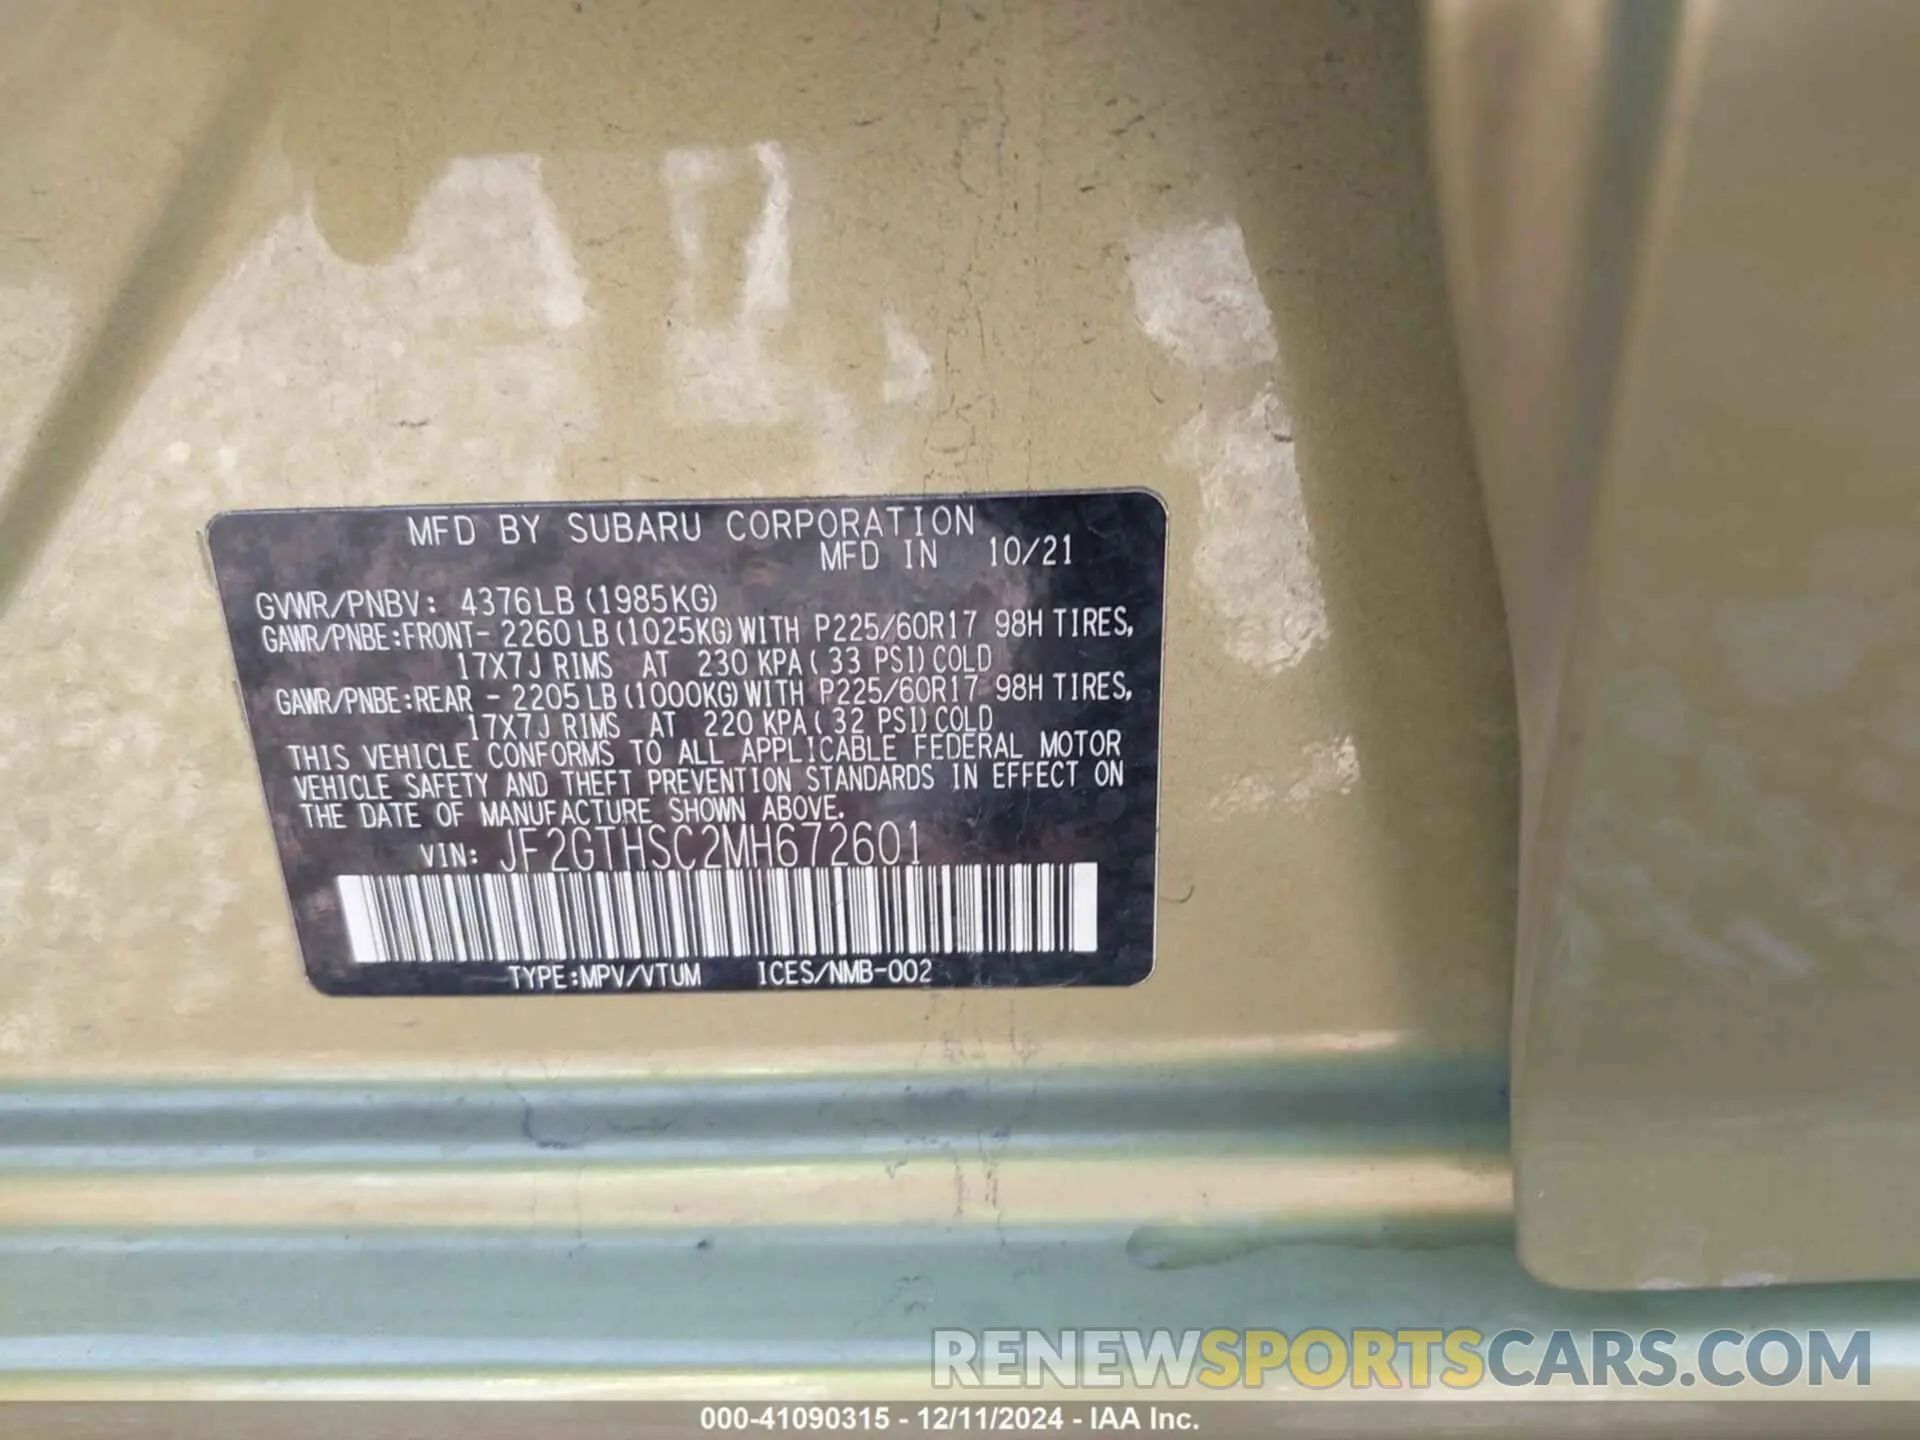 MFD BY SUBARU CORPORATION
MFD IN 10/21
GVWR/PNBV: 4376LB (1985KG)
GAWR/PNBE:FRONT- 2260 LB (1025KG) WITH P225/60R17 98H TIRES,
17X7J RIMS AT 230 KPA ( 33 PSI) COLD
GAWR/PNBE:REAR - 2205 LB (1000KG) WITH P225/60R17 98H TIRES,
17X7J RIMS AT 220 KPA ( 32 PSI) COLD
THIS VEHICLE CONFORMS TO ALL APPLICABLE FEDERAL MOTOR
VEHICLE SAFETY AND THEFT PREVENTION STANDARDS IN EFFECT ON
THE DATE OF MANUFACTURE SHOWN ABOVE.
VIN: JF2GTHSC2MH672601
TYPE:MPV/VTUM ICES/NMB-002
RENEWSPORTSCARS.COM
000-41090315 - 12/11/2024 - IAA Inc.